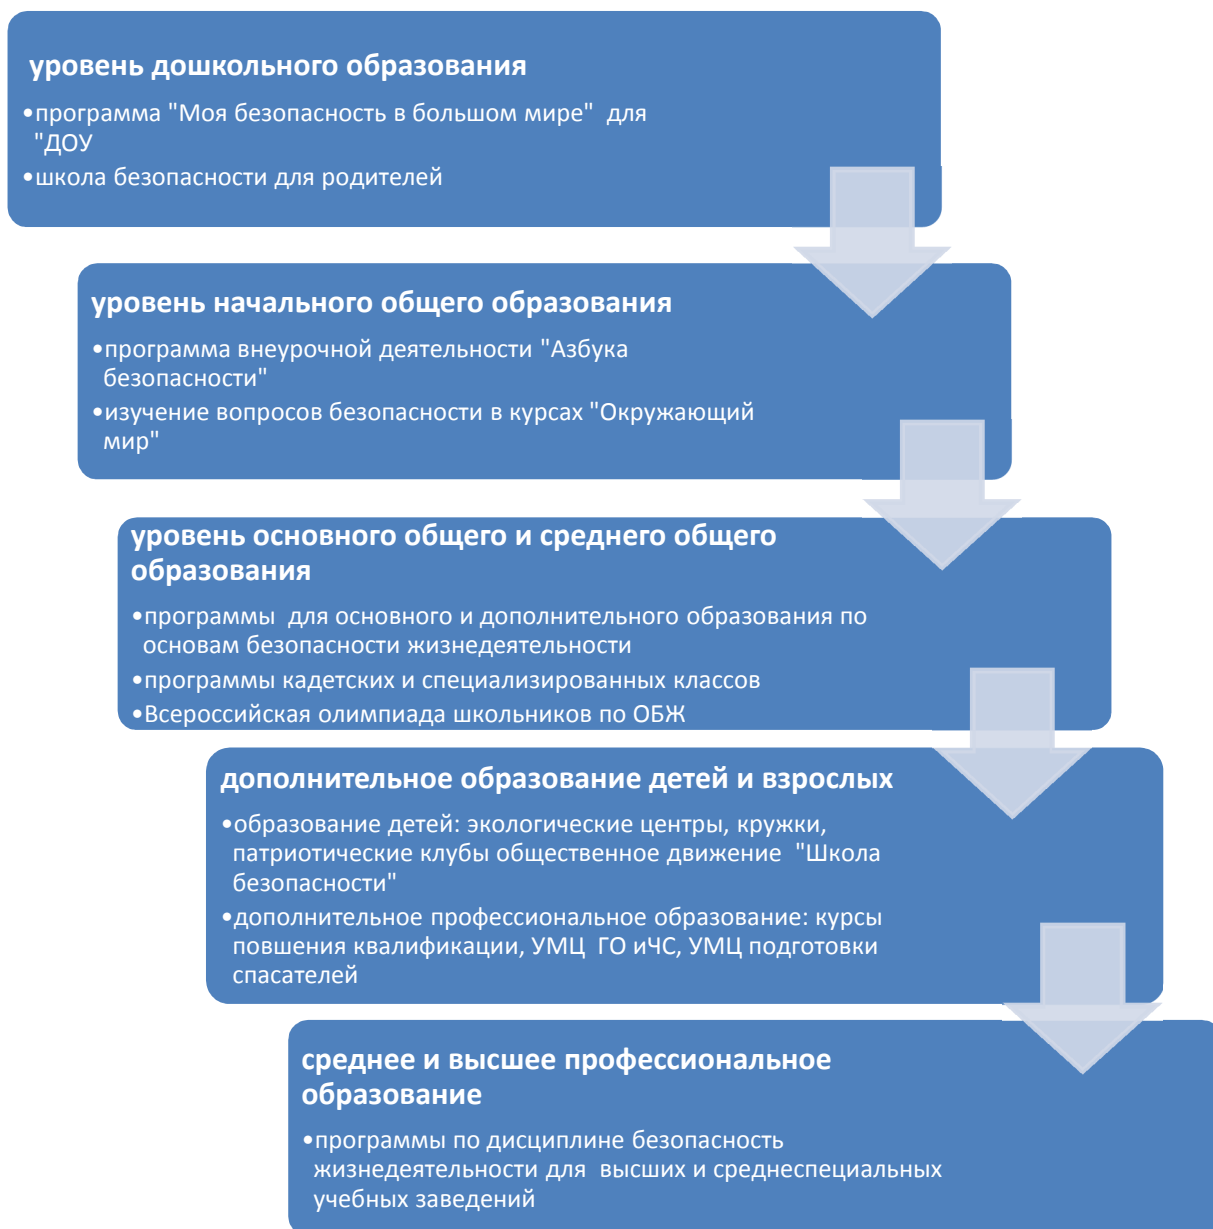 уровень дошкольного образования
•программа "Моя безопасность в большом мире"  для
"ДОУ
•школа безопасности для родителей
уровень начального общего образования
•программа внеурочной деятельности "Азбука
безопасности"
•изучение вопросов безопасности в курсах "Окружающий
мир"
уровень основного общего и среднего общего
образования
•программы  для основного и дополнительного образования по
основам безопасности жизнедеятельности
•программы кадетских и специализированных классов
•Всероссийская олимпиада школьников по ОБЖ
дополнительное образование детей и взрослых
•образование детей: экологические центры, кружки,
патриотические клубы общественное движение  "Школа
безопасности"
•дополнительное профессиональное образование: курсы
повшения квалификации, УМЦ  ГО иЧС, УМЦ подготовки
спасателей
среднее и высшее профессиональное
образование
•программы по дисциплине безопасность
жизнедеятельности для  высших и среднеспециальных
учебных заведений